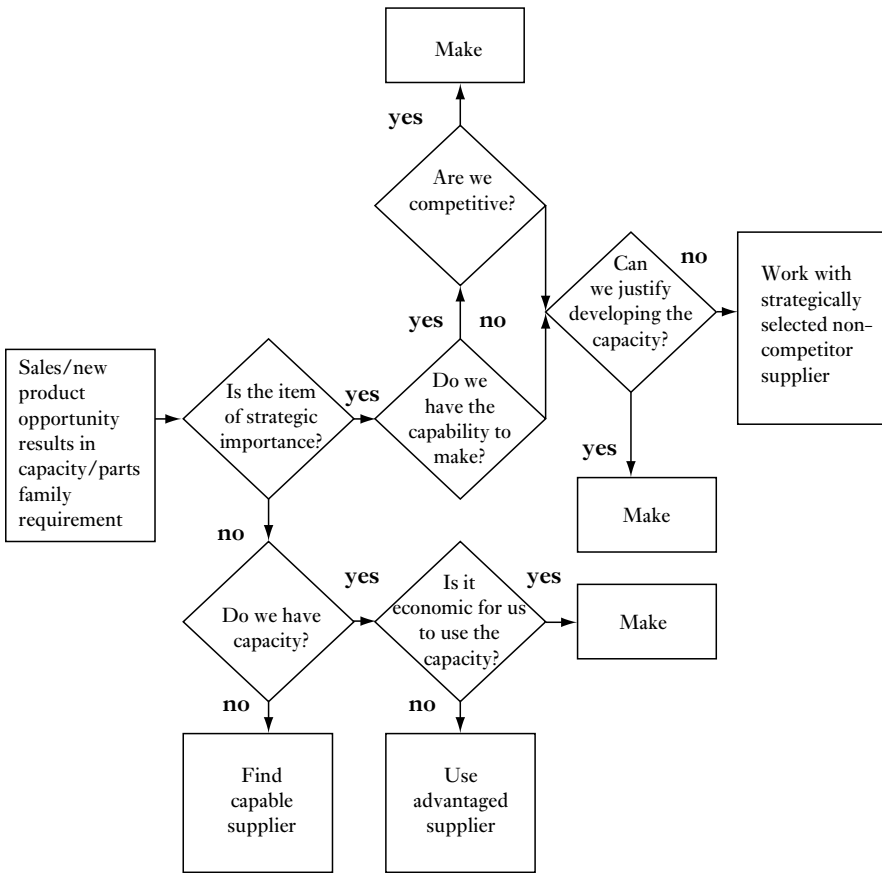 Make
yes
Are we
competitive?
Can
we justify
developing the
capacity?
no
Work with
strategically
selected non-
competitor
supplier
yes
no
Sales/new
product
opportunity
results in
capacity/parts
family
requirement
Is the item
of strategic
importance?
yes
Do we
have the
capability to
make?
yes
Make
no
Do we have
capacity?
yes
Is it
economic for us
to use the
capacity?
yes
Make
no
Find
capable
supplier
no
Use
advantaged
supplier